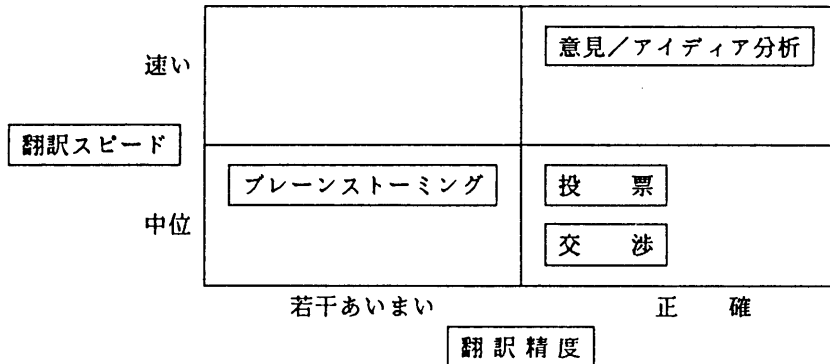 速い
意見/アイディア分析
翻訳スピード
ブレーンストーミング
投 票
中位
交 渉
若干あいまい
正 確
翻訳精度